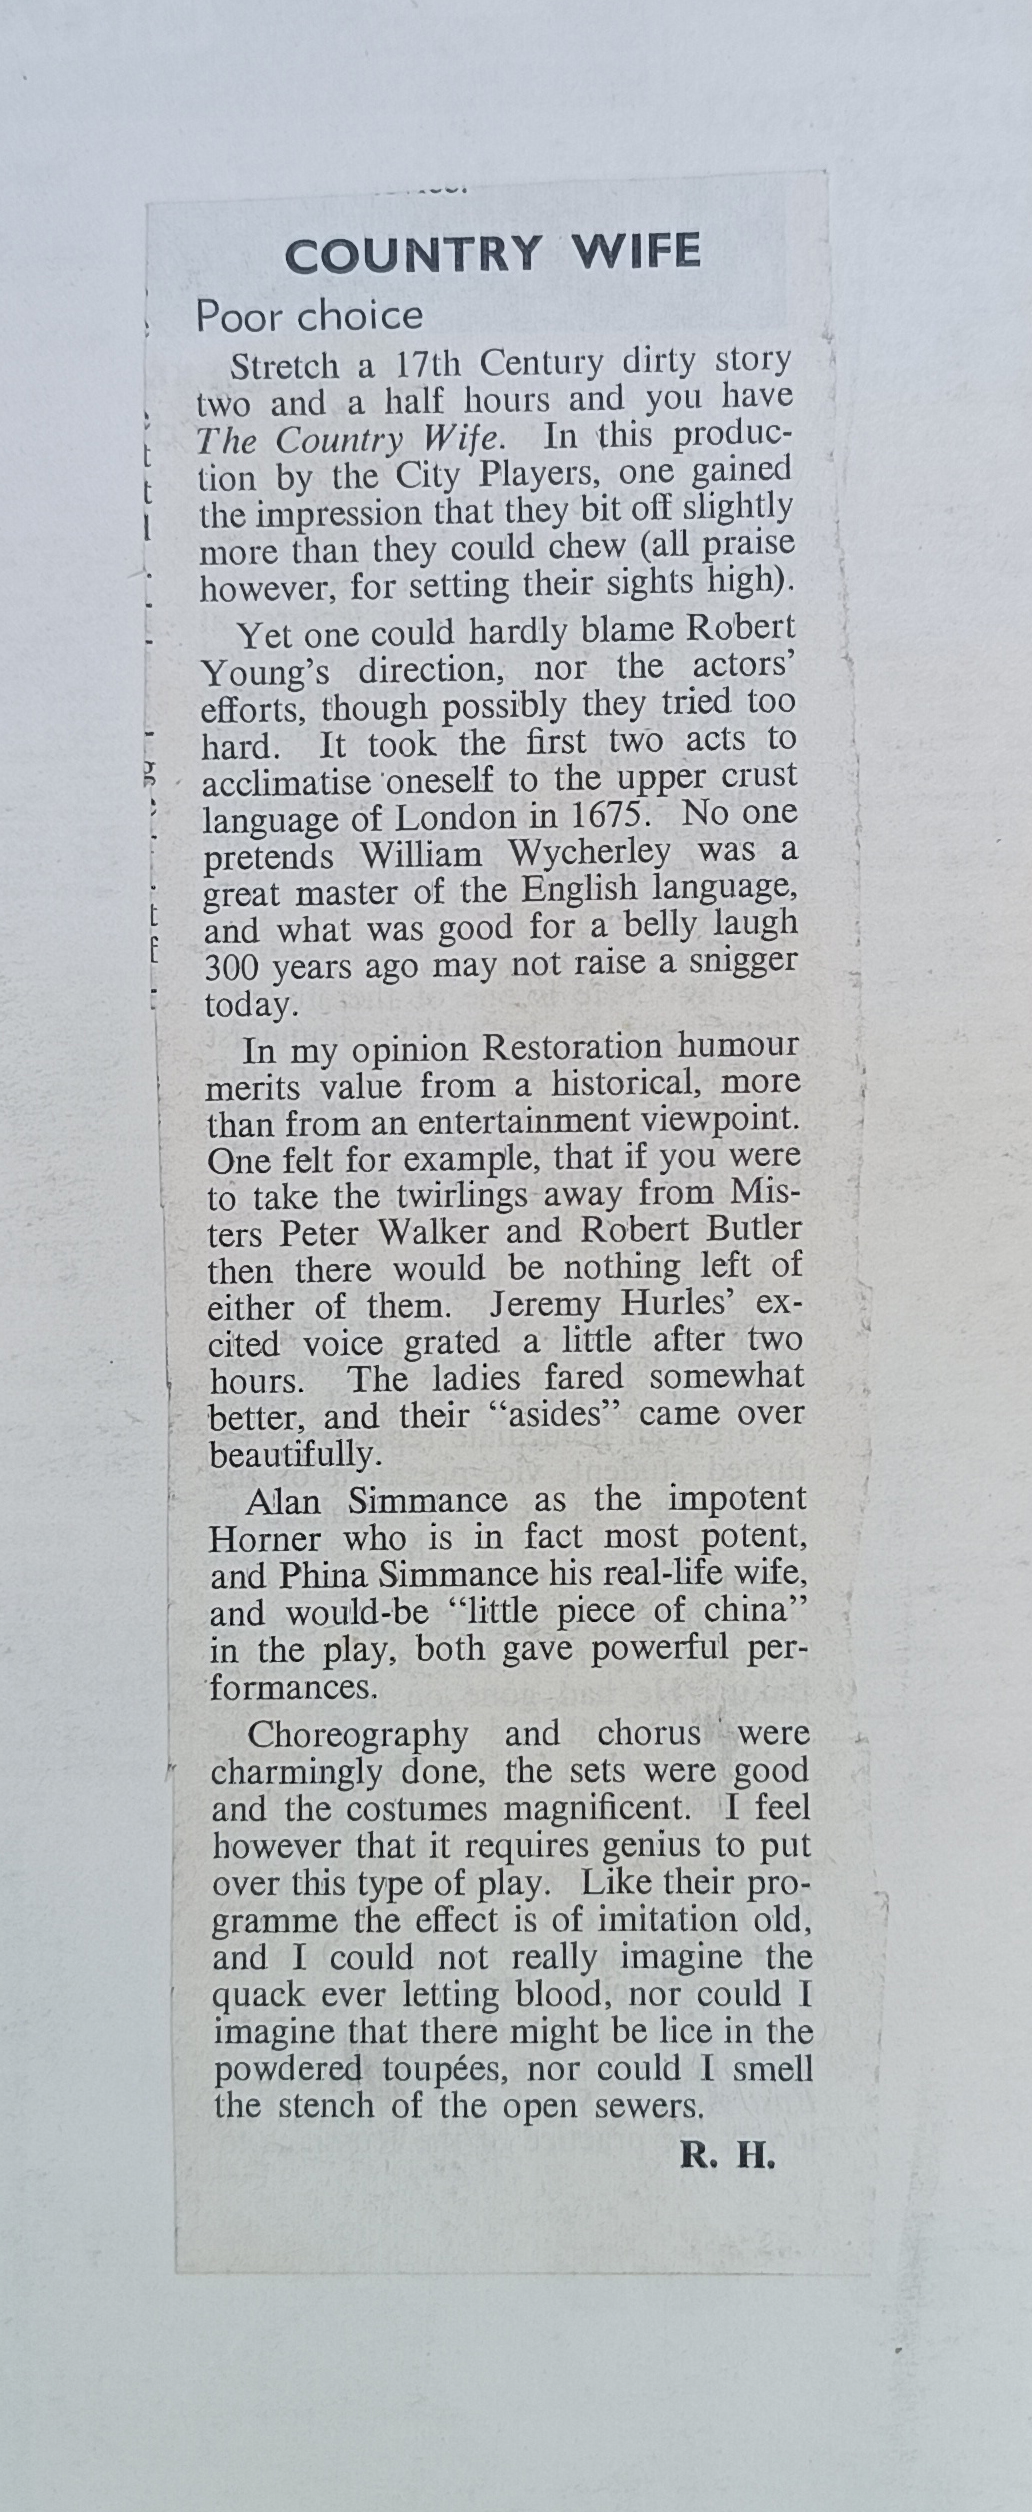 COUNTRY WIFE
Poor choice
Stretch a 17th Century dirty story
two and a half hours and you have
The Country Wife. In this produc-
tion by the City Players, one gained
the impression that they bit off slightly
more than they could chew (all praise
however, for setting their sights high).
Yet one could hardly blame Robert
Young's direction, nor the actors'
efforts, though possibly they tried too
hard. It took the first two acts to
acclimatise oneself to the upper crust
language of London in 1675. No one
pretends William Wycherley was a
great master of the English language,
and what was good for a belly laugh
300 years ago may not raise a snigger
today.
In my opinion Restoration humour
merits value from a historical, more
than from an entertainment viewpoint.
One felt for example, that if you were
to take the twirlings away from Mis-
ters Peter Walker and Robert Butler
then there would be nothing left of
either of them. Jeremy Hurles' ex-
cited voice grated a little after two
hours. The ladies fared somewhat
better, and their “asides” came over
beautifully.
Alan Simmance as the impotent
Horner who is in fact most potent,
and Phina Simmance his real-life wife,
and would-be “little piece of china”
in the play, both gave powerful per-
formances.
Choreography and chorus were
charmingly done, the sets were good
and the costumes magnificent. I feel
however that it requires genius to put
over this type of play. Like their pro-
gramme the effect is of imitation old,
and I could not really imagine the
quack ever letting blood, nor could I
imagine that there might be lice in the
powdered toupées, nor could I smell
the stench of the open sewers.
R. H.